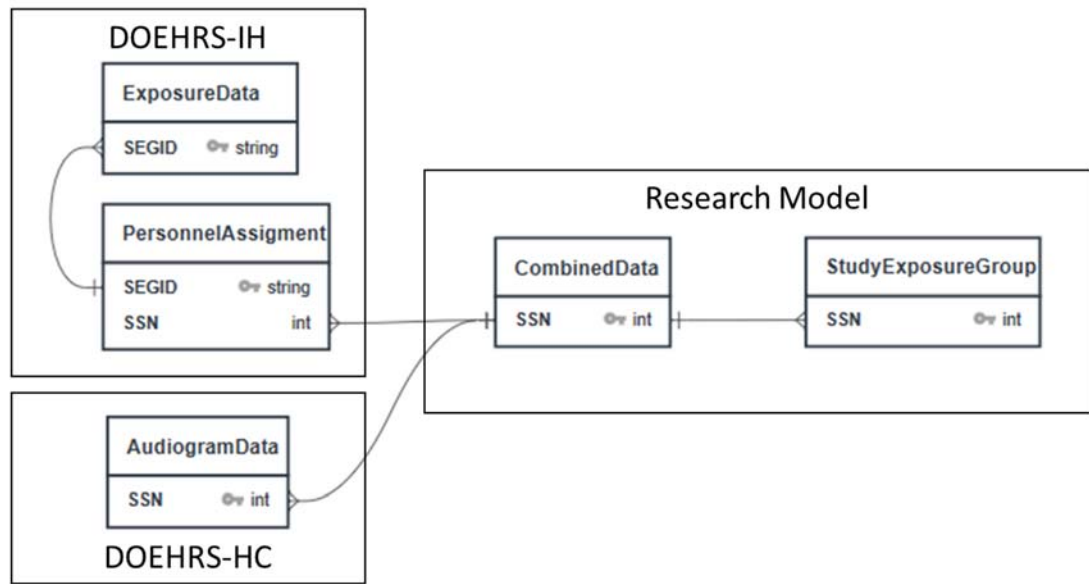 DOEHRS-IH
ExposureData
SEGID string
PersonnelAssigment
SEGID string
SSN int
AudiogramData
SSN int
DOEHRS-HC
Research Model
CombinedData
SSN int
StudyExposureGroup
SSN int